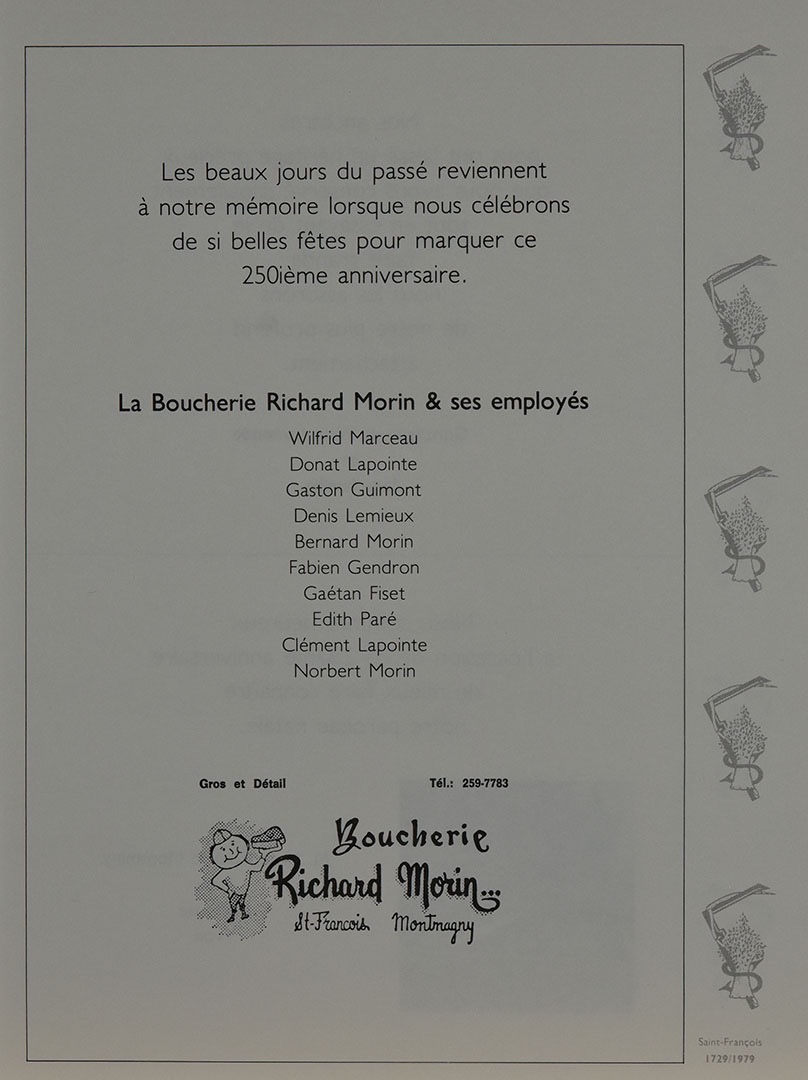 Les beaux jours du passé reviennent
à notre mémoire lorsque nous célébrons
de si belles fêtes pour marquer ce
250ième anniversaire.
La Boucherie Richard Morin & ses employés
Wilfrid Marceau
Donat Lapointe
Gaston Guimont
Denis Lemieux
Bernard Morin
Fabien Gendron
Gaétan Fiset
Edith Paré
Clément Lapointe
Norbert Morin
Gros et Détail Tél.: 259-7783
Boucherie
Richard Morin...
St-Francois Montmagny
Saint-François
1729/1979